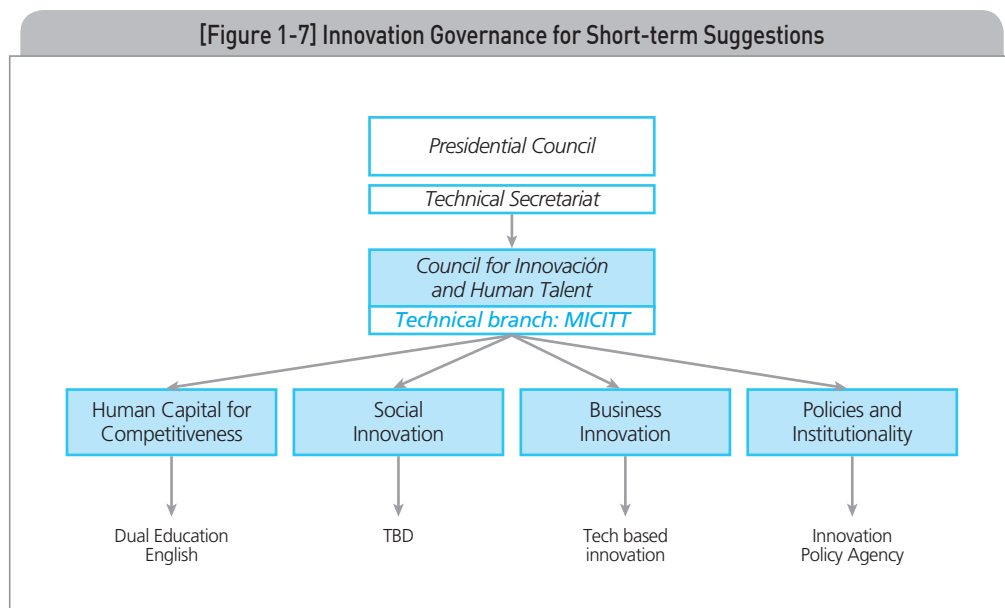 [Figure 1-7] Innovation Governance for Short-term Suggestions
Presidential Council
Technical Secretariat
Council for Innovación
and Human Talent
Technical branch: MICITT
Human Capital for
Competitiveness
Social
Innovation
Business
Innovation
Policies and
Institutionality
Dual Education
English
TBD
Tech based
innovation
Innovation
Policy Agency